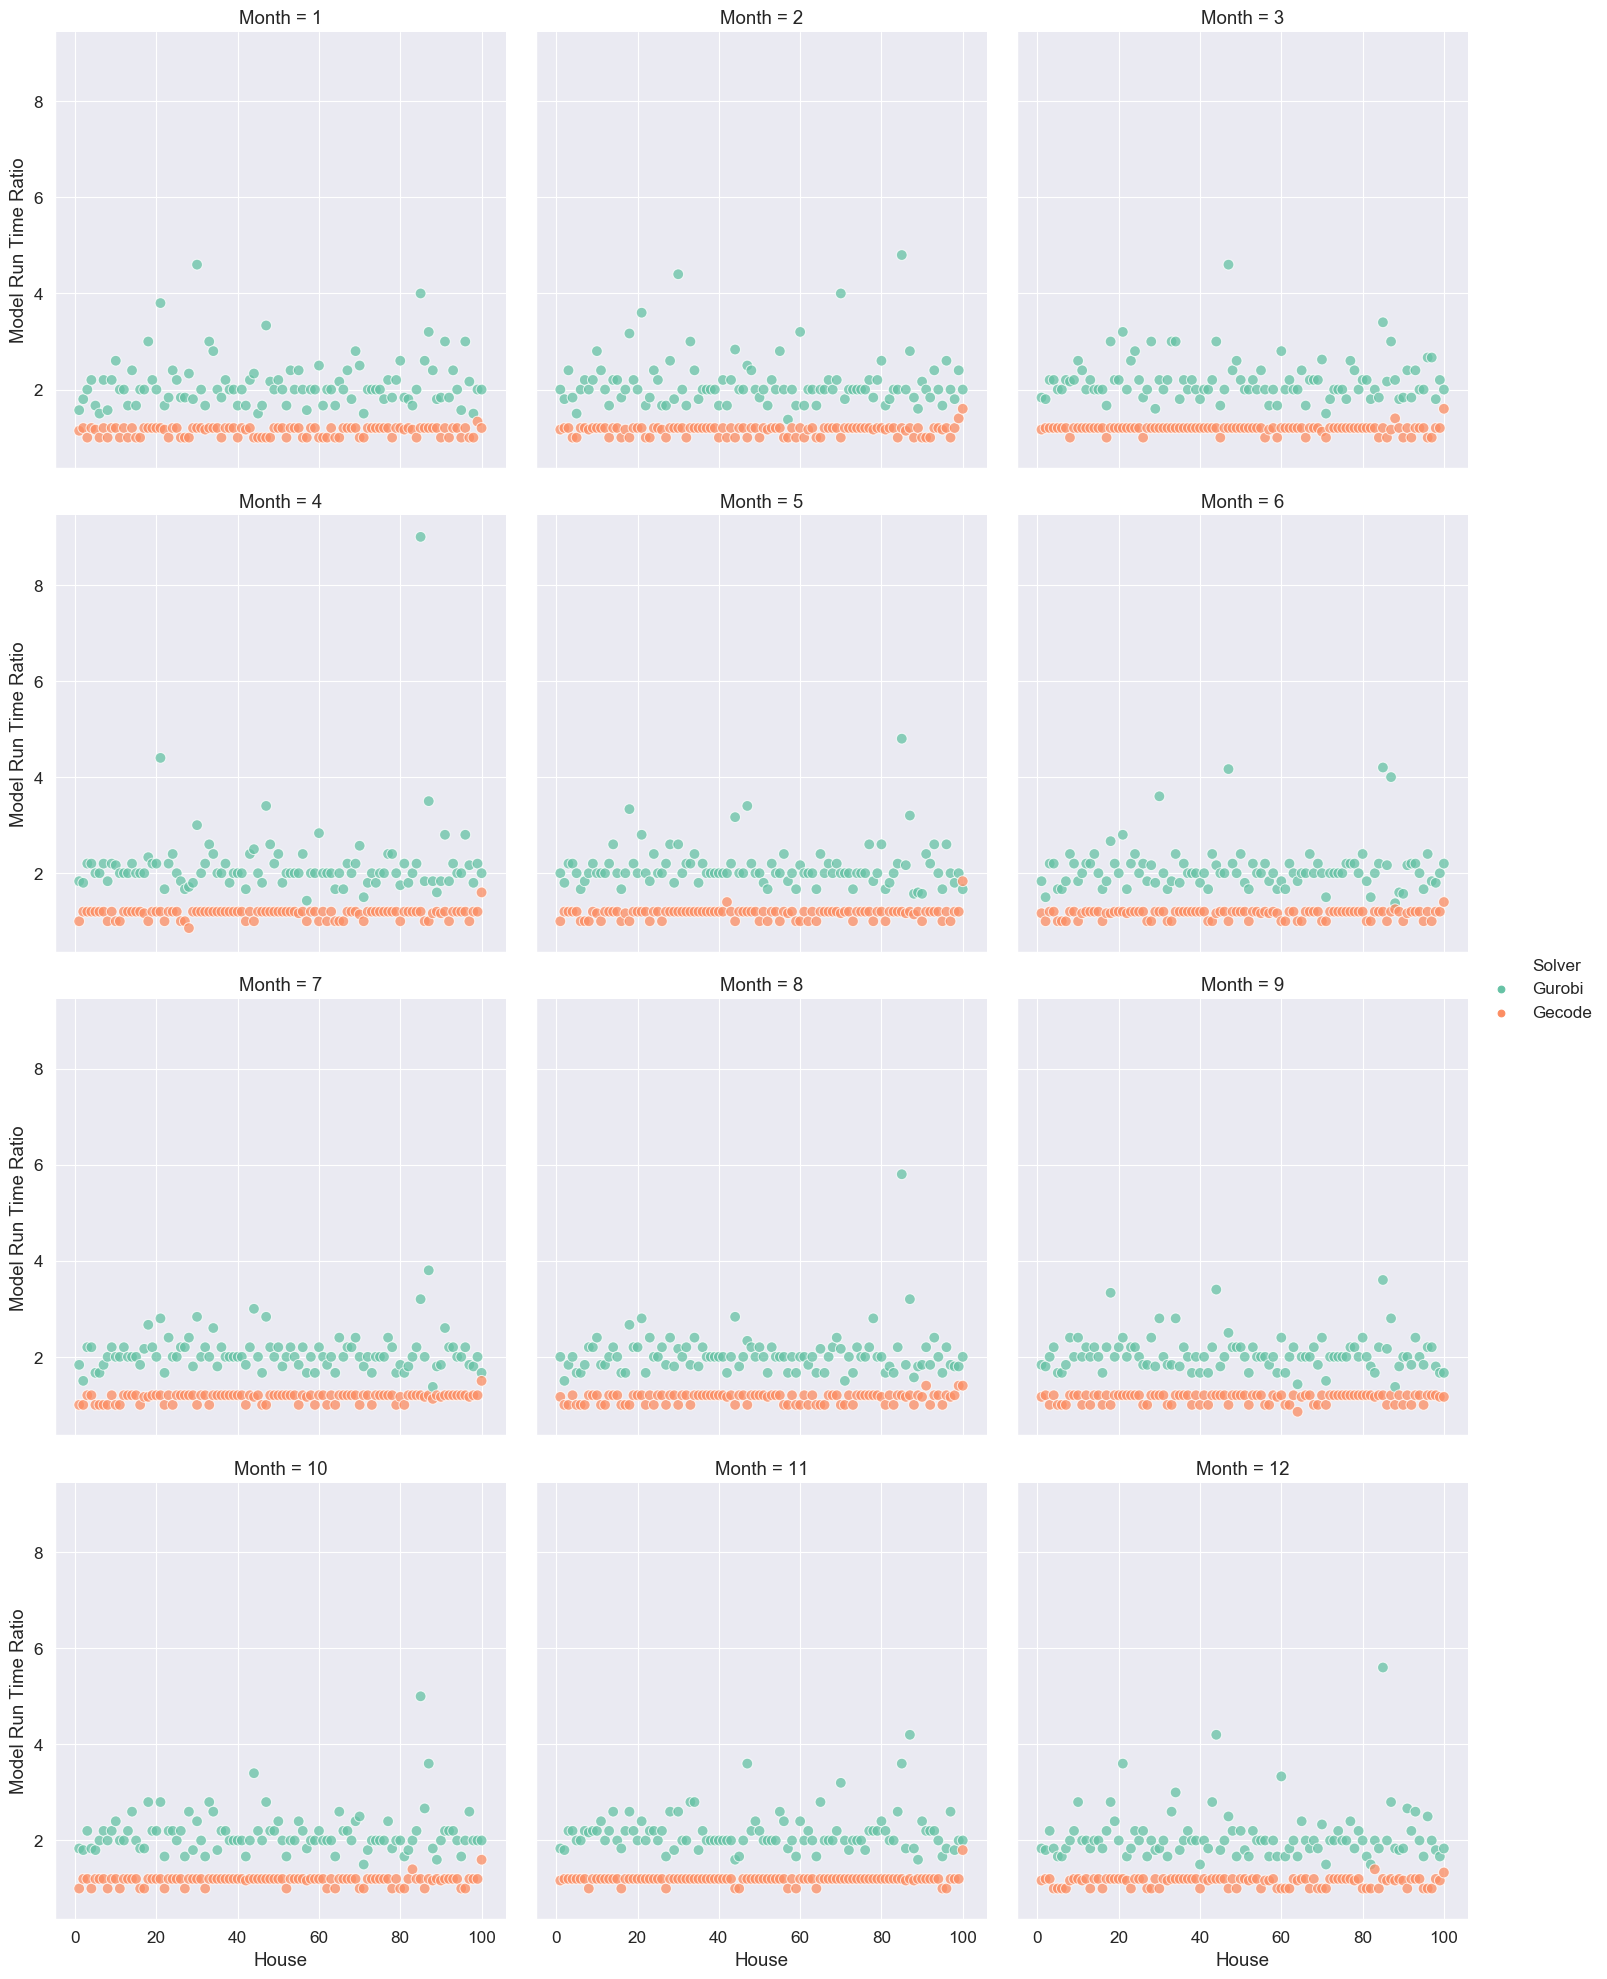 Month = 1
Month = 2
Month = 3
8
6
4
2
Model Run Time Ratio
Month = 4
Month = 5
Month = 6
8
6
4
2
Model Run Time Ratio
Solver
Gurobi
Gecode
Month = 7
Month = 8
Month = 9
8
6
4
2
Model Run Time Ratio
Month = 10
Month = 11
Month = 12
8
6
4
2
Model Run Time Ratio
0 20 40 60 80 100
0 20 40 60 80 100
0 20 40 60 80 100
House
House
House